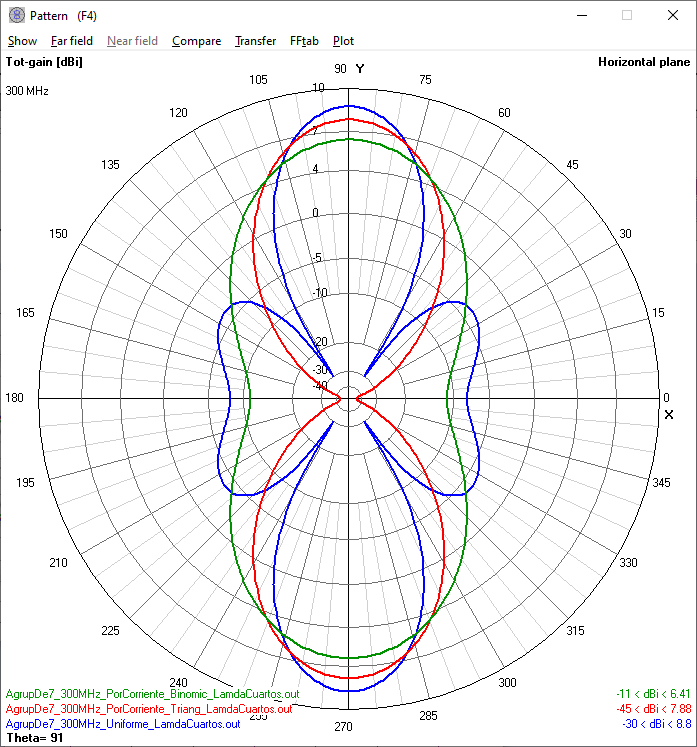 Pattern (F4)
Show Far field Near field Compare Transfer FFtab Plot
Tot-gain [dBi] Horizontal plane
300 MHz
90 Y
105 75
120 60
135 45
150 30
165 15
180 0
X
195 345
210 330
225 315
240 300
255 285
270
10
7
4
0
-5
-10
-20
-30
-40
AgrupDe7_300MHz_PorCorriente_Binomic_LamdaCuartos.out -11 < dBi < 6.41
AgrupDe7_300MHz_PorCorriente_Triang_LamdaCuartos.out -45 < dBi < 7.88
AgrupDe7_300MHz_Uniforme_LamdaCuartos.out -30 < dBi < 8.8
Theta= 91